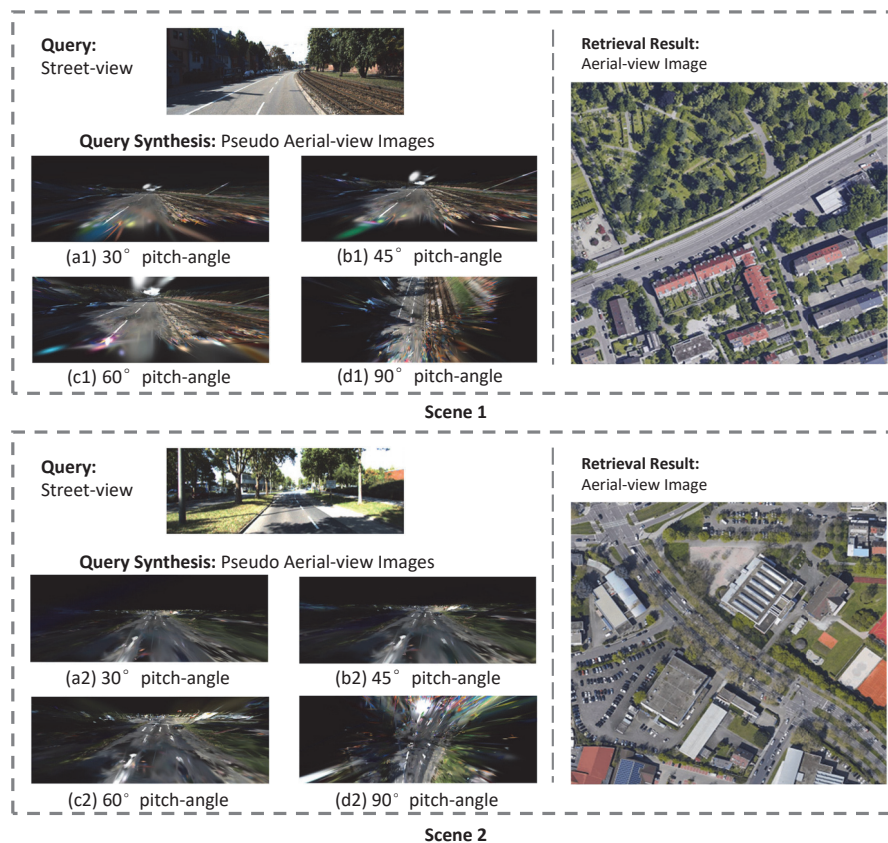 Query:
Street-view
Retrieval Result:
Aerial-view Image
Query Synthesis: Pseudo Aerial-view Images
(a1) 30° pitch-angle
(b1) 45° pitch-angle
(c1) 60° pitch-angle
(d1) 90° pitch-angle
Scene 1
Query:
Street-view
Retrieval Result:
Aerial-view Image
Query Synthesis: Pseudo Aerial-view Images
(a2) 30° pitch-angle
(b2) 45° pitch-angle
(c2) 60° pitch-angle
(d2) 90° pitch-angle
Scene 2